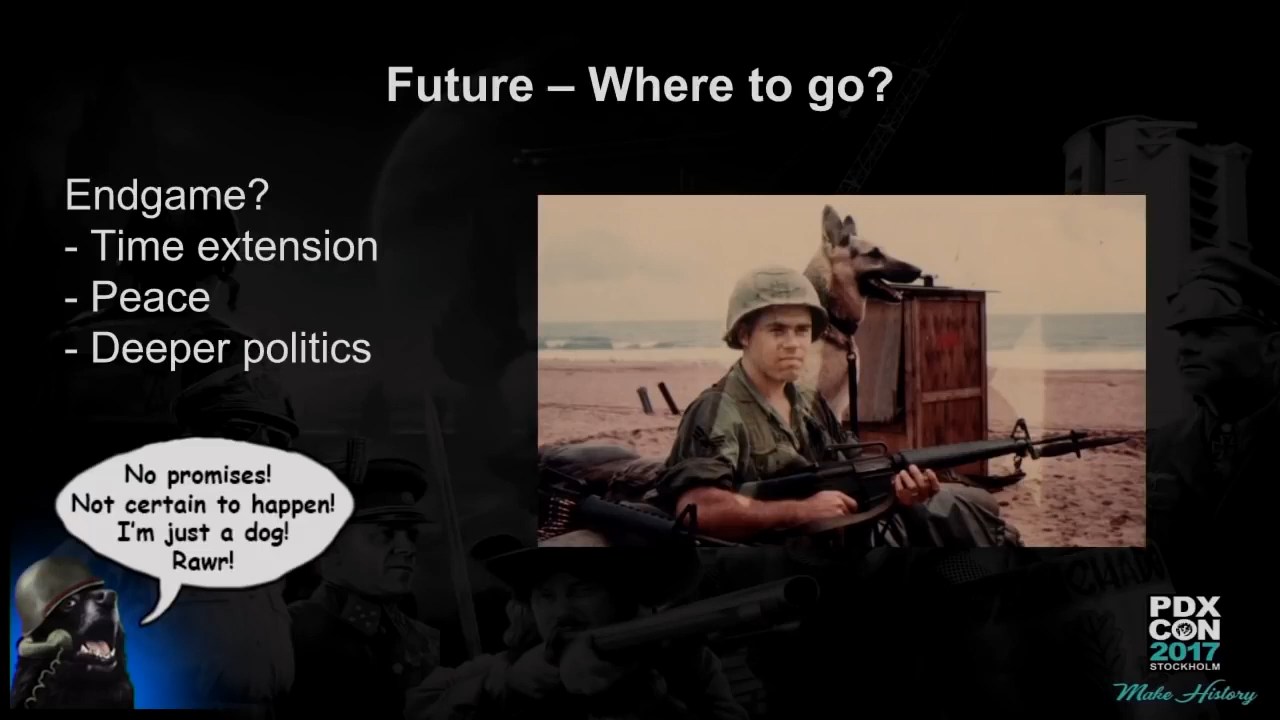 Future – Where to go?
Endgame?
- Time extension
- Peace
- Deeper politics
No promises!
Not certain to happen!
I'm just a dog!
Rawr!
PDX
CON
2017
STOCKHOLM
Make History